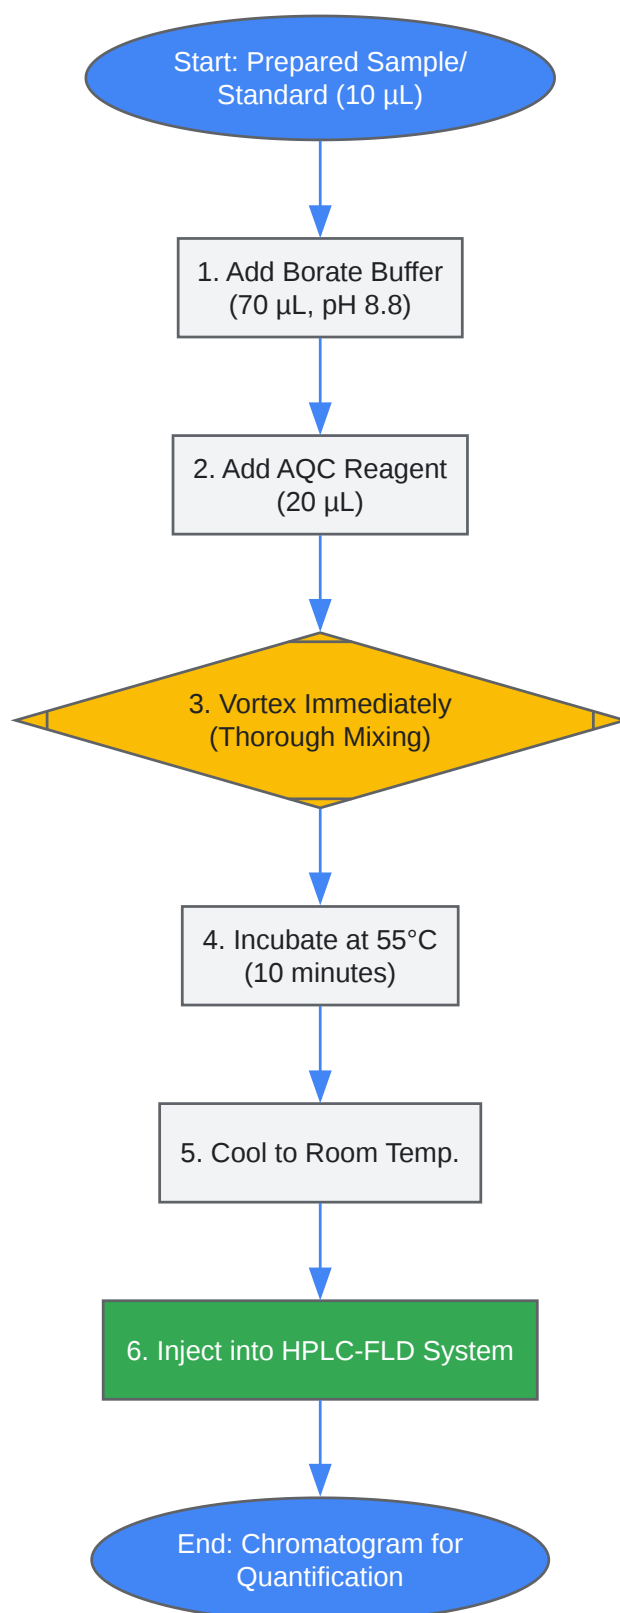 Start: Prepared Sample/
Standard (10 µL)
1. Add Borate Buffer
(70 µL, pH 8.8)
2. Add AQC Reagent
(20 µL)
3. Vortex Immediately
(Thorough Mixing)
4. Incubate at 55°C
(10 minutes)
5. Cool to Room Temp.
6. Inject into HPLC-FLD System
End: Chromatogram for
Quantification